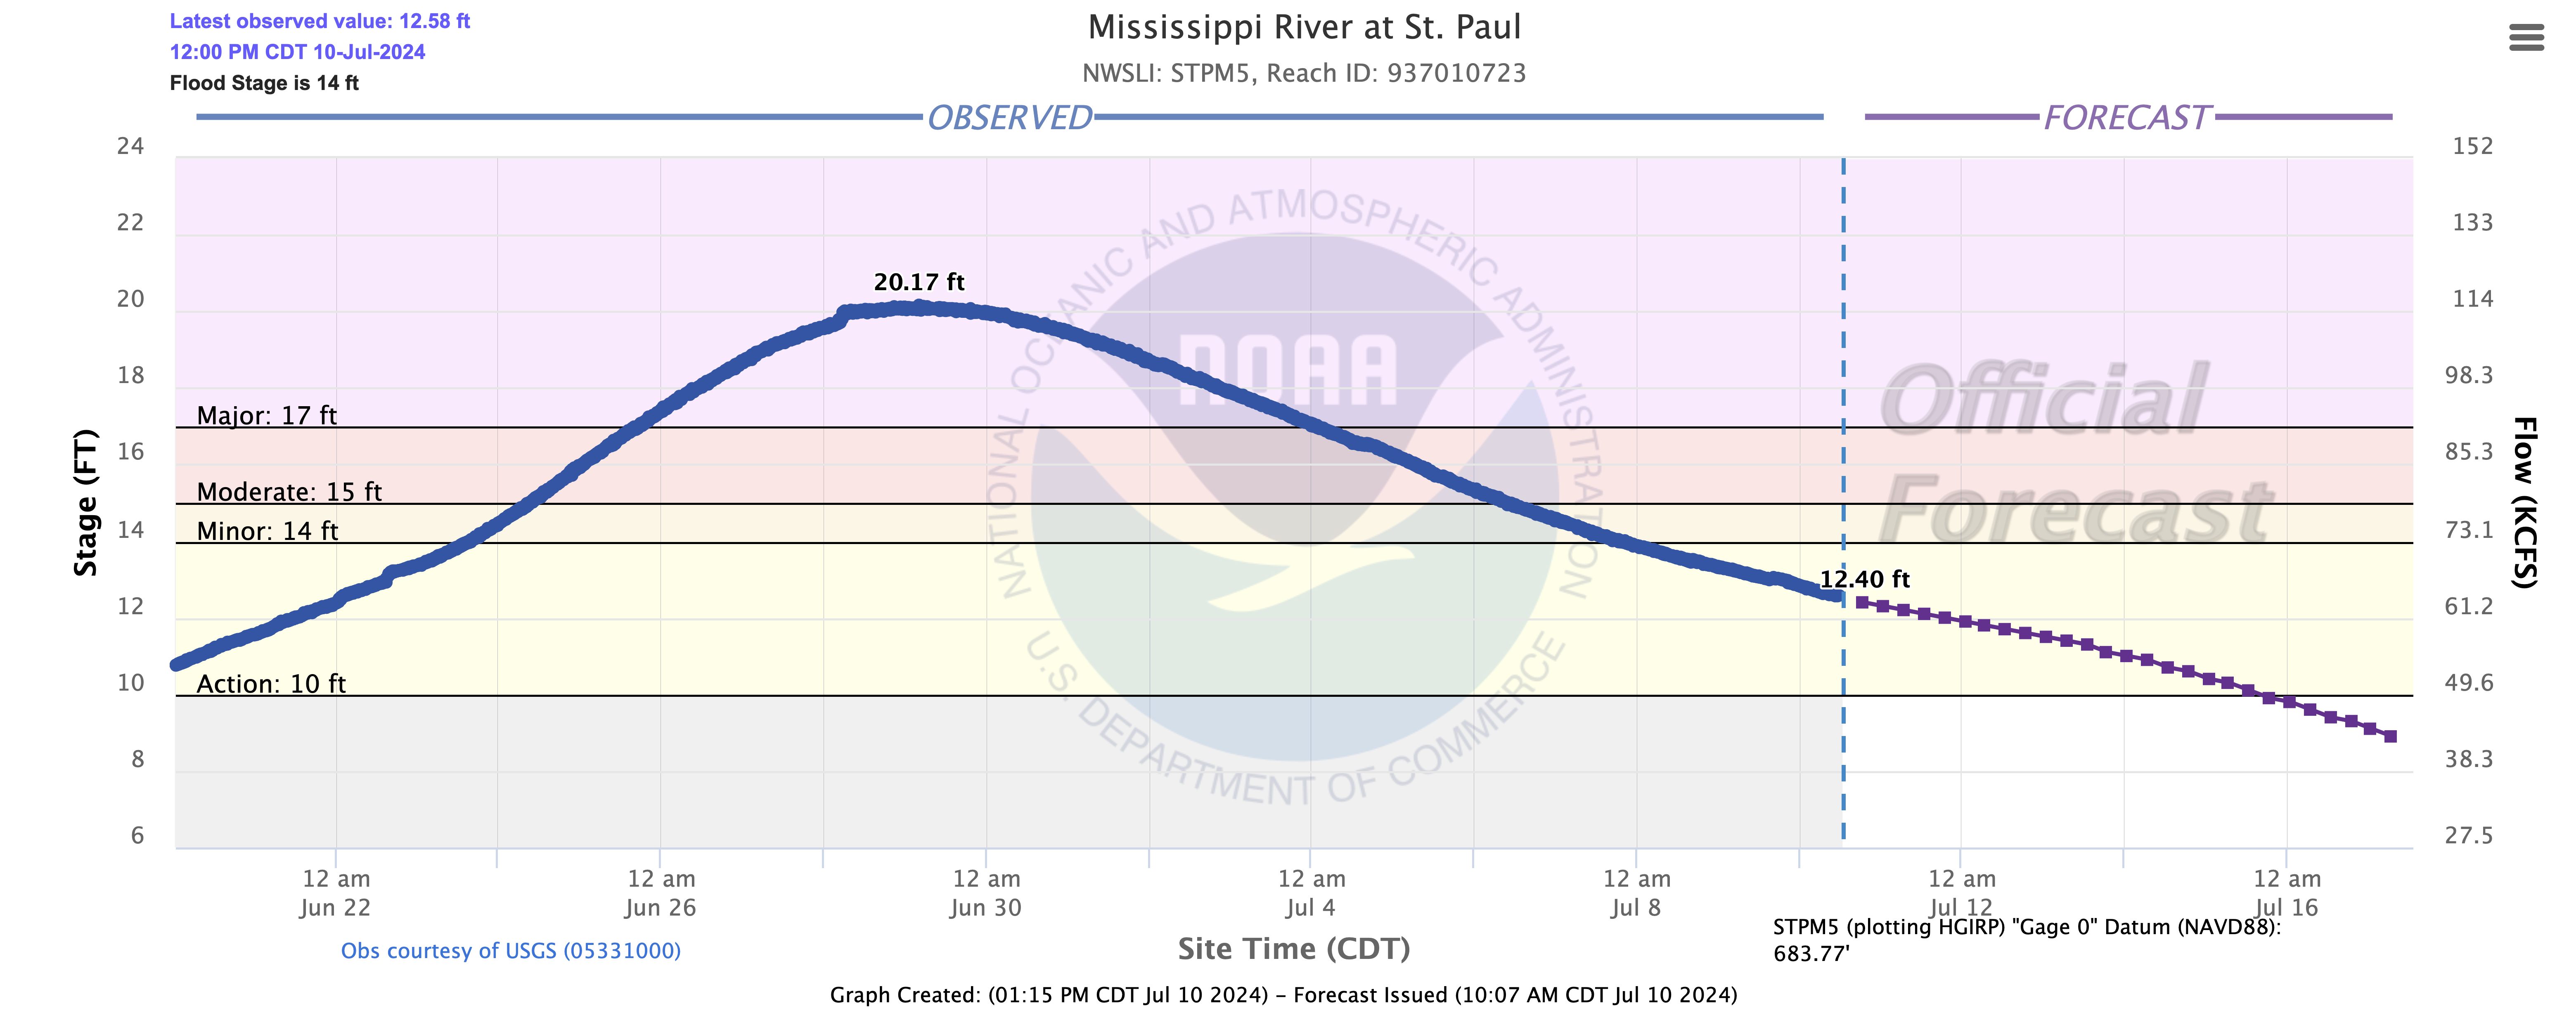 Latest observed value: 12.58 ft
12:00 PM CDT 10-Jul-2024
Flood Stage is 14 ft
Mississippi River at St. Paul
NWSLI: STPM5, Reach ID: 937010723
OBSERVED
FORECAST
24
22
20
18
16
14
12
10
8
6
Stage (FT)
152
133
114
98.3
85.3
73.1
61.2
49.6
38.3
27.5
Flow (KCFS)
20.17 ft
12.40 ft
Major: 17 ft
Moderate: 15 ft
Minor: 14 ft
Action: 10 ft
NATIONAL OCEANIC AND ATMOSPHERIC ADMINISTRATION
NOAA
U.S. DEPARTMENT OF COMMERCE
Official
Forecast
12 am
Jun 22
12 am
Jun 26
12 am
Jun 30
12 am
Jul 4
12 am
Jul 8
12 am
Jul 12
12 am
Jul 16
Obs courtesy of USGS (05331000)
Site Time (CDT)
STPM5 (plotting HGIRP) "Gage 0" Datum (NAVD88):
683.77'
Graph Created: (01:15 PM CDT Jul 10 2024) – Forecast Issued (10:07 AM CDT Jul 10 2024)